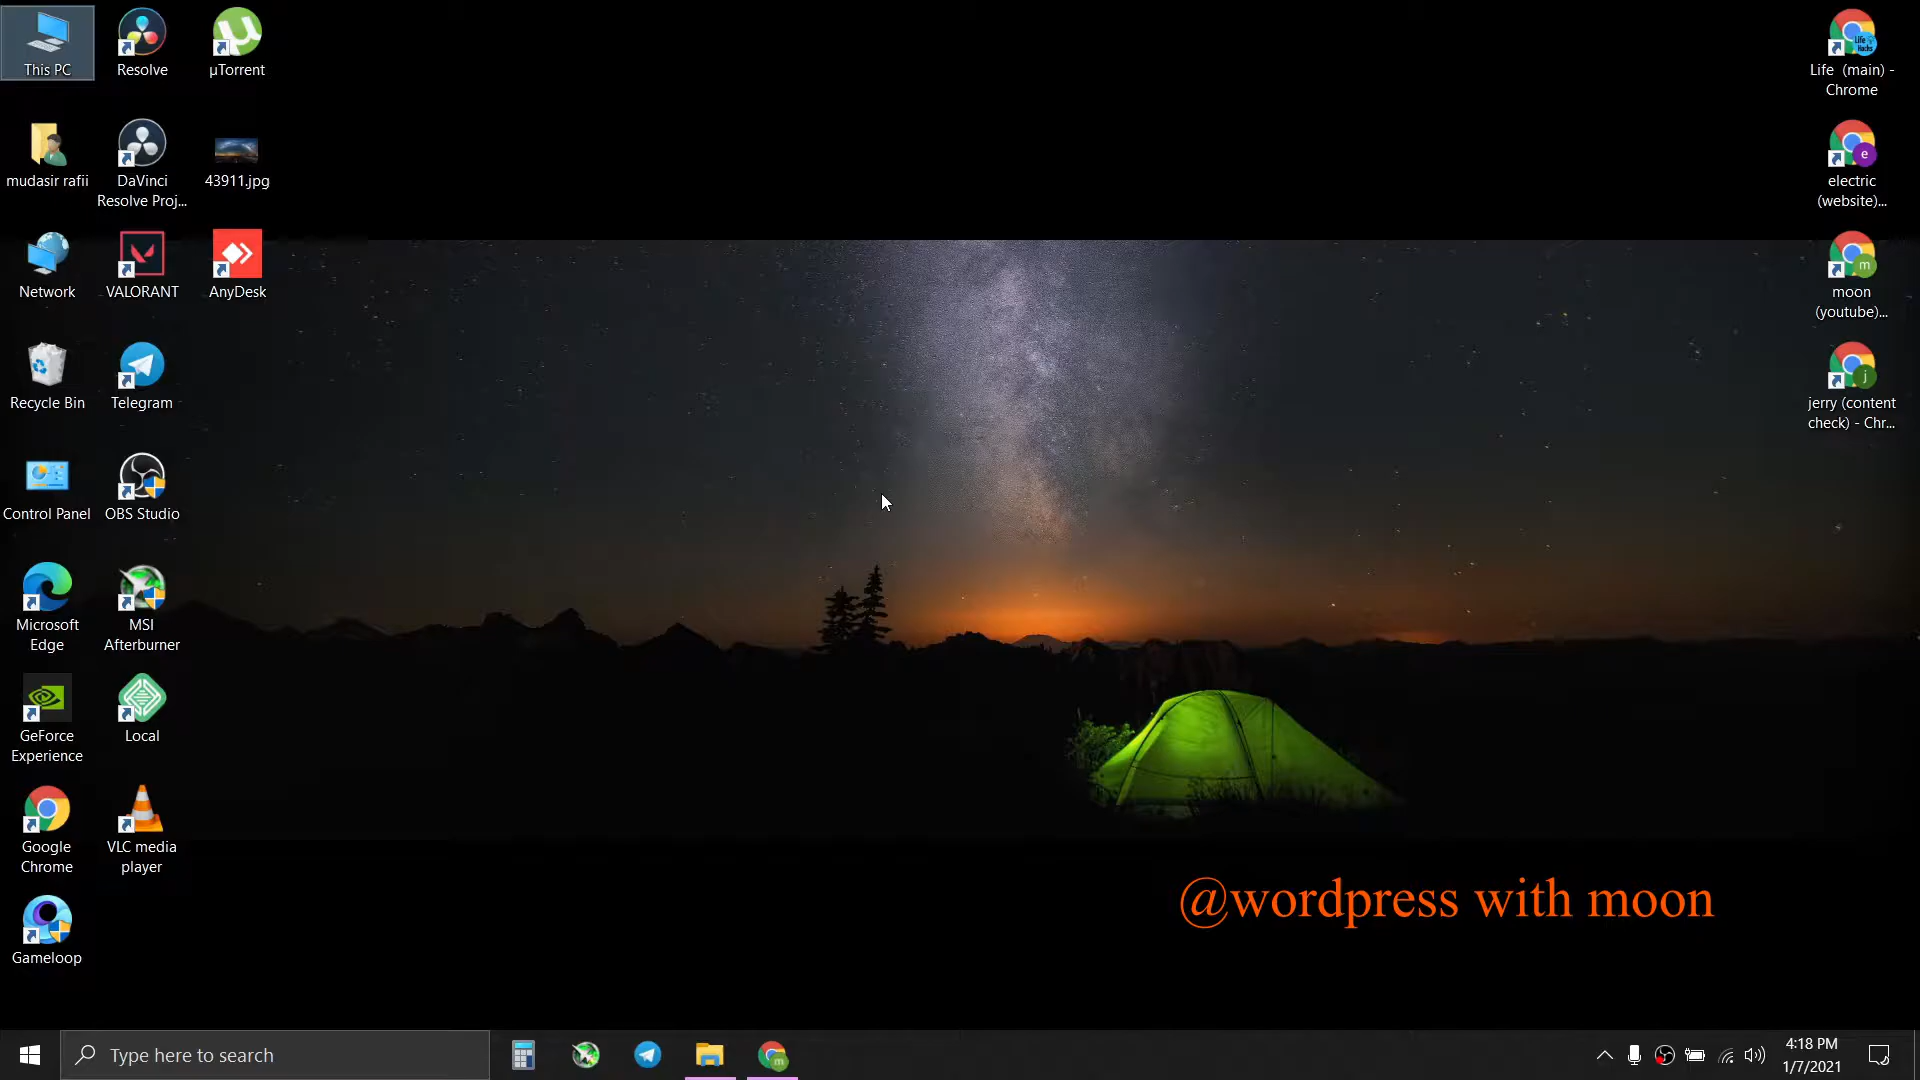 This PC
Resolve
µTorrent
Life (main) -
Chrome
mudasir rafii
DaVinci
Resolve Proj...
43911.jpg
electric
(website)...
Network
VALORANT
AnyDesk
moon
(youtube)...
Recycle Bin
Telegram
jerry (content
check) - Chr...
Control Panel
OBS Studio
Microsoft
Edge
MSI
Afterburner
GeForce
Experience
Local
Google
Chrome
VLC media
player
@wordpress with moon
Gameloop
Type here to search
4:18 PM
1/7/2021